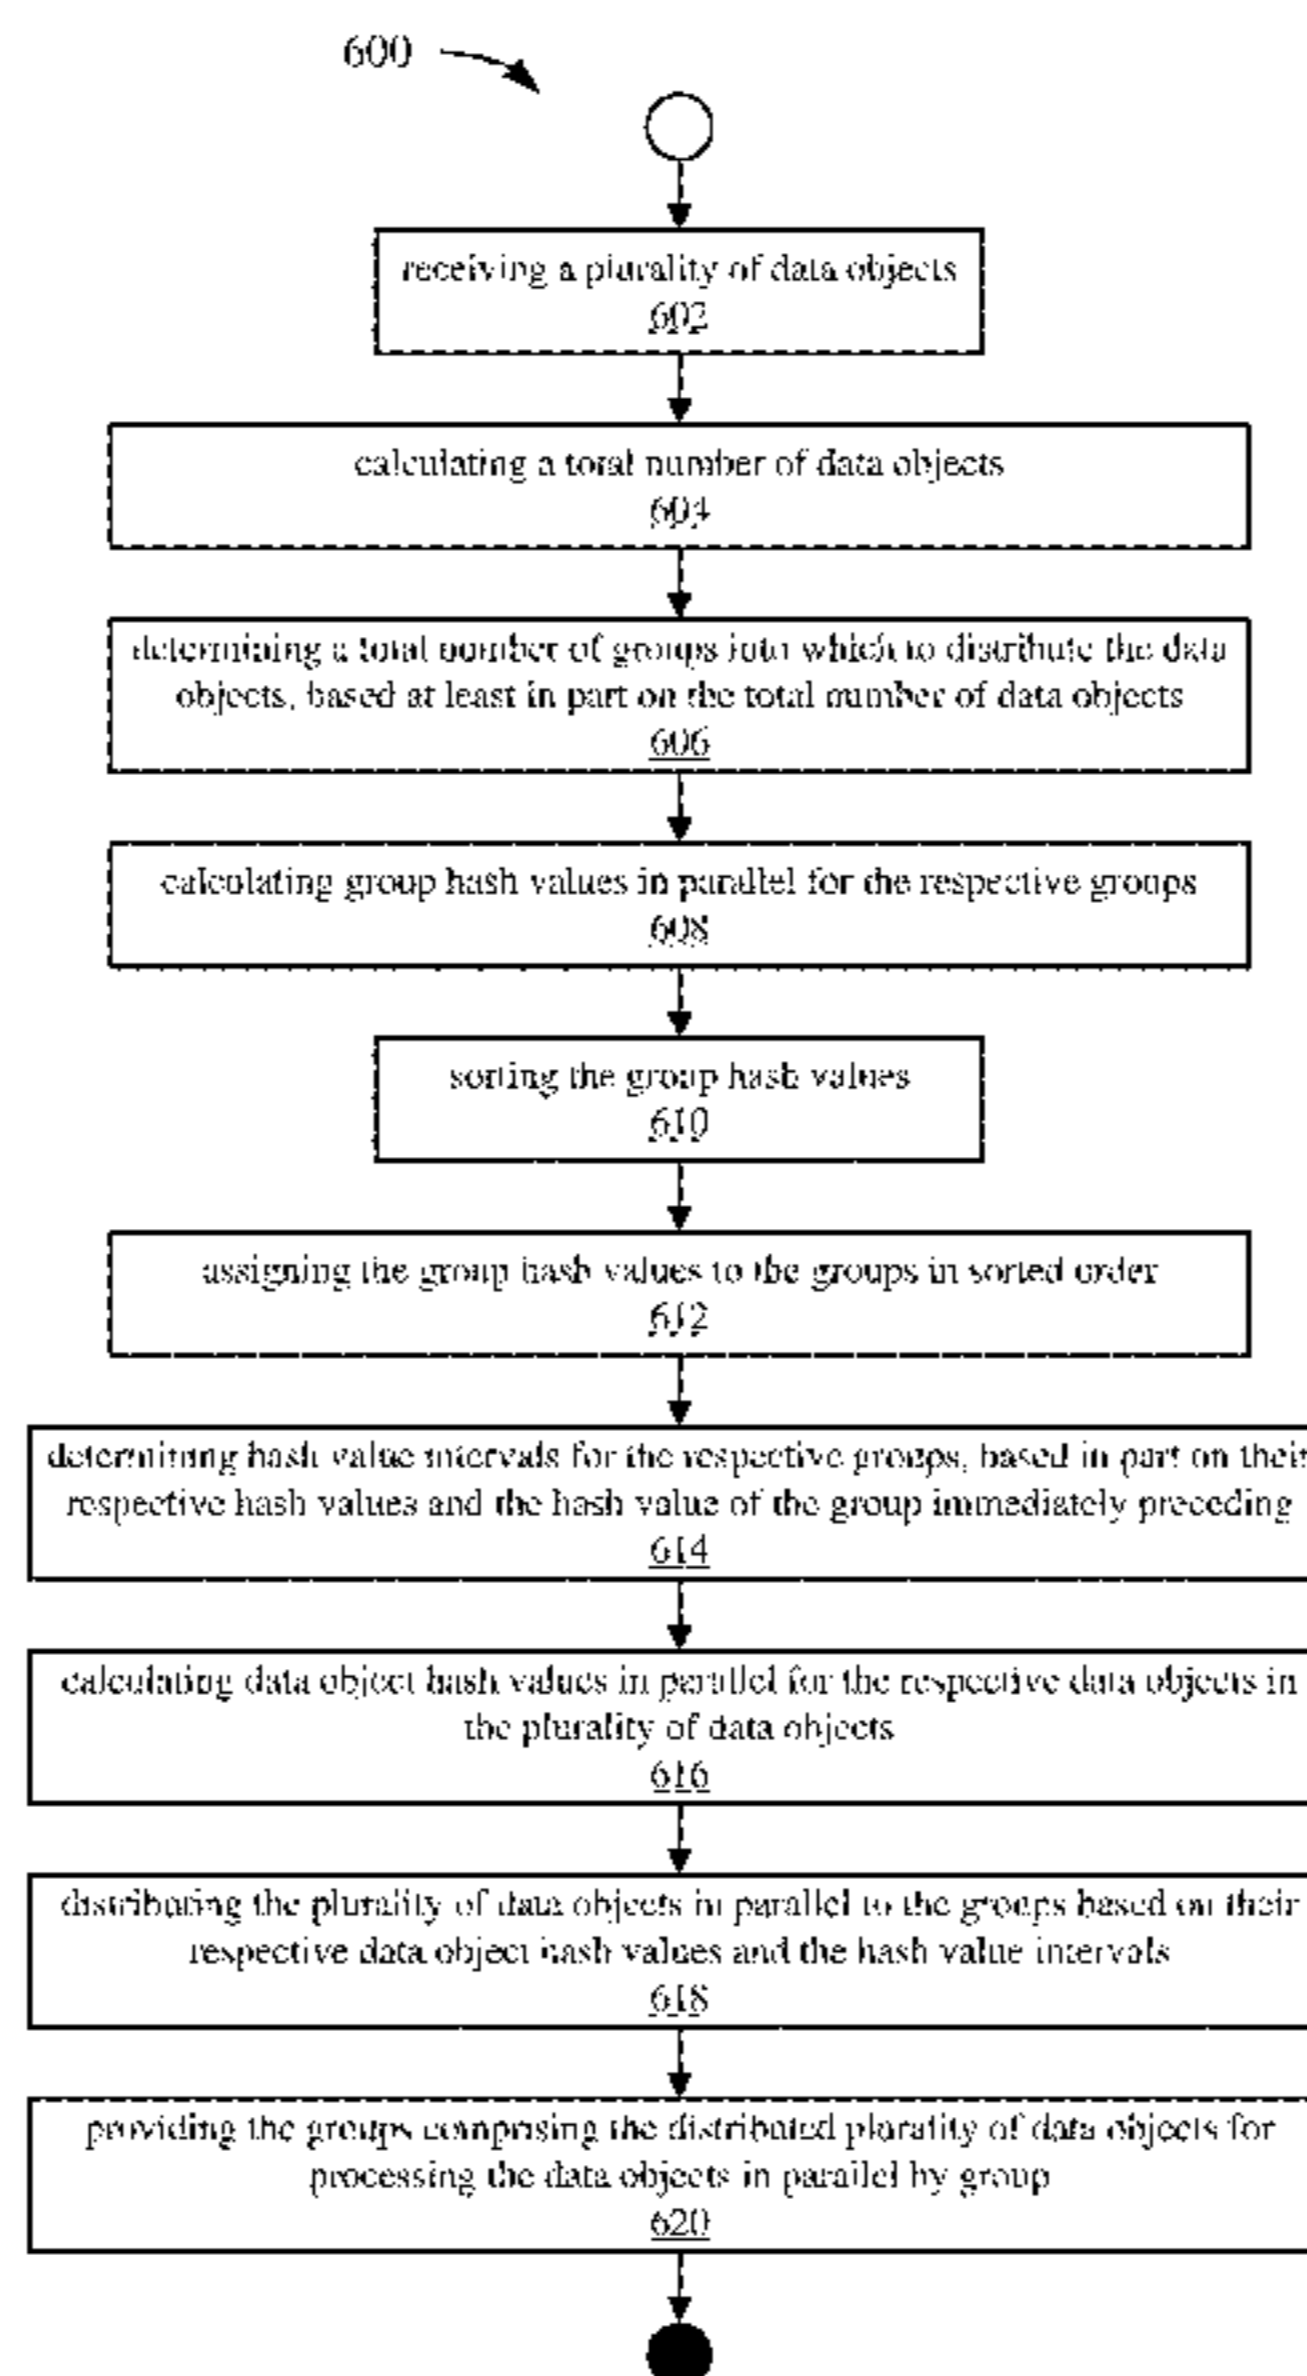 600
receiving a plurality of data objects
602
calculating a total number of data objects
604
determining a total number of groups into which to distribute the data
objects, based at least in part on the total number of data objects
606
calculating group hash values in parallel for the respective groups
608
sorting the group hash values
610
assigning the group hash values to the groups in sorted order
612
determining hash value intervals for the respective groups, based in part on their
respective hash values and the hash value of the group immediately preceding
614
calculating data object hash values in parallel for the respective data objects in
the plurality of data objects
616
distributing the plurality of data objects in parallel to the groups based on their
respective data object hash values and the hash value intervals
618
providing the groups comprising the distributed plurality of data objects for
processing the data objects in parallel by group
620